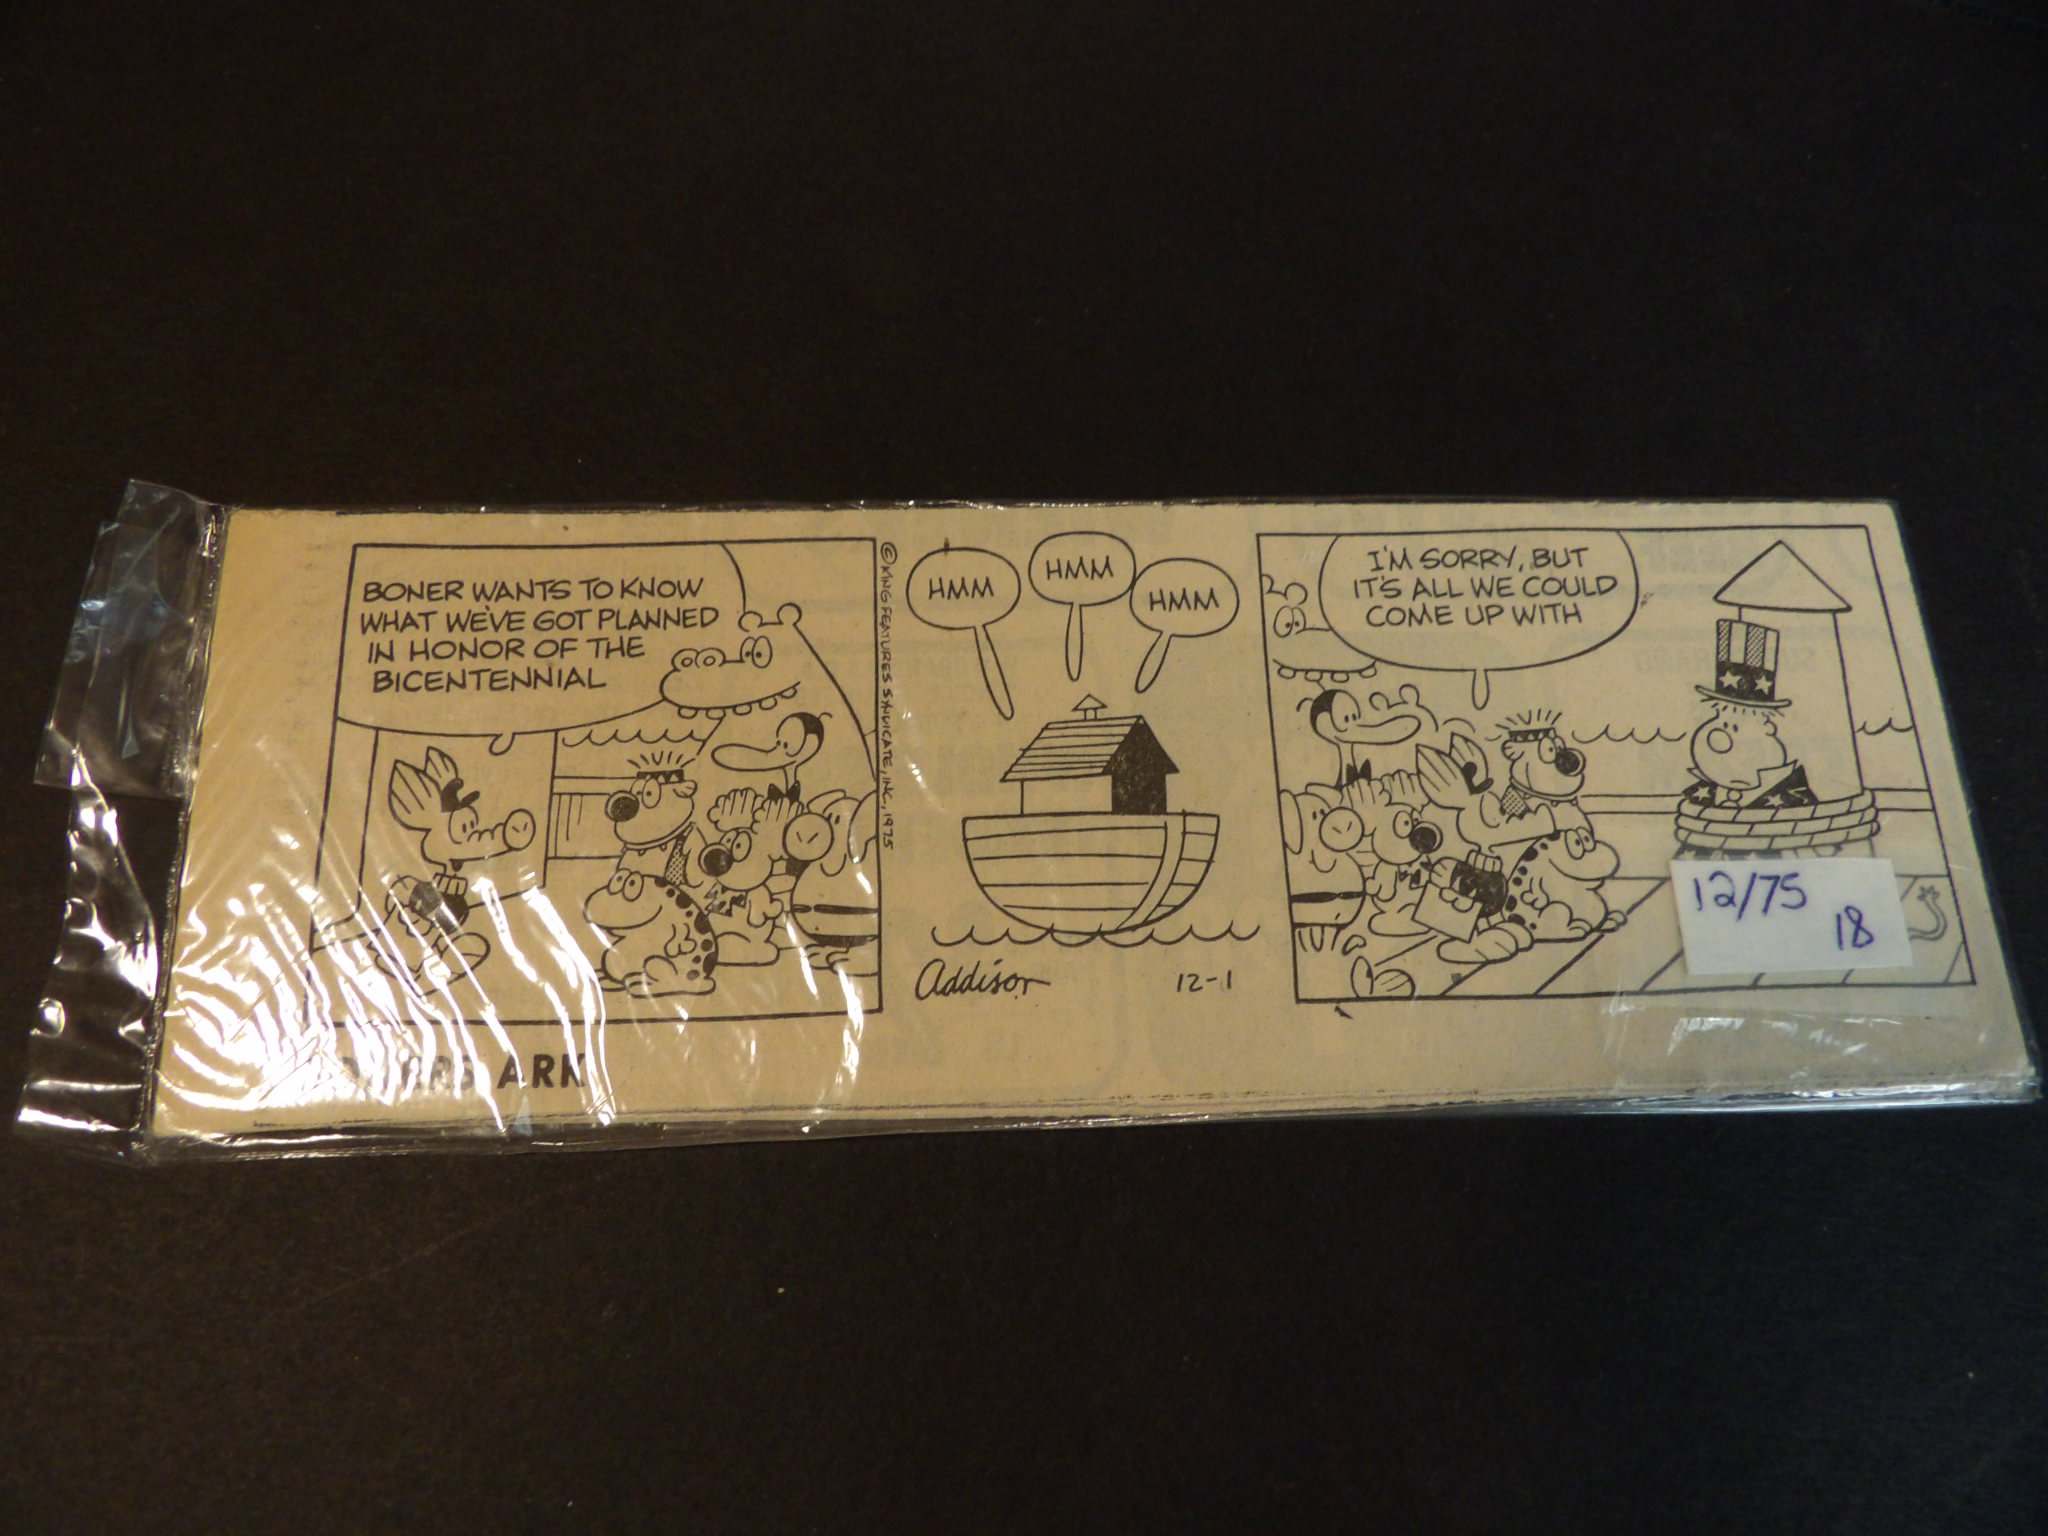 BONER WANTS TO KNOW
WHAT WE'VE GOT PLANNED
IN HONOR OF THE
BICENTENNIAL
© KING FEATURES SYNDICATE, INC., 1975
HMM
HMM
HMM
Addison
12-1
I'M SORRY, BUT
IT'S ALL WE COULD
COME UP WITH
12/75
18
ARK